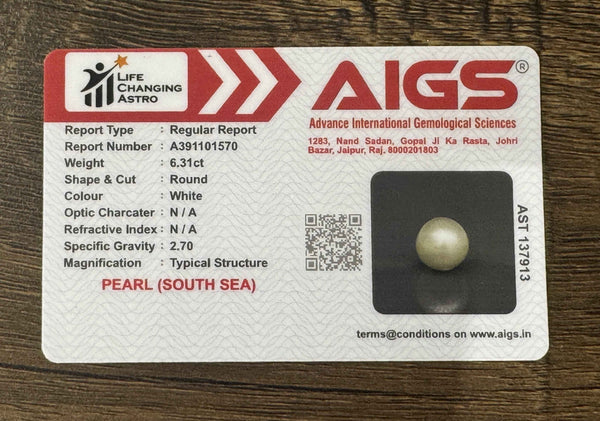 LIFE
CHANGING
ASTRO
AIGS®
Advance International Gemological Sciences
1283, Nand Sadan, Gopal Ji Ka Rasta, Johri
Bazar, Jaipur, Raj. 8000201803
Report Type : Regular Report
Report Number : A391101570
Weight : 6.31ct
Shape & Cut : Round
Colour : White
Optic Charcater : N / A
Refractive Index : N / A
Specific Gravity : 2.70
Magnification : Typical Structure
PEARL (SOUTH SEA)
AST 137913
terms@conditions on www.aigs.in